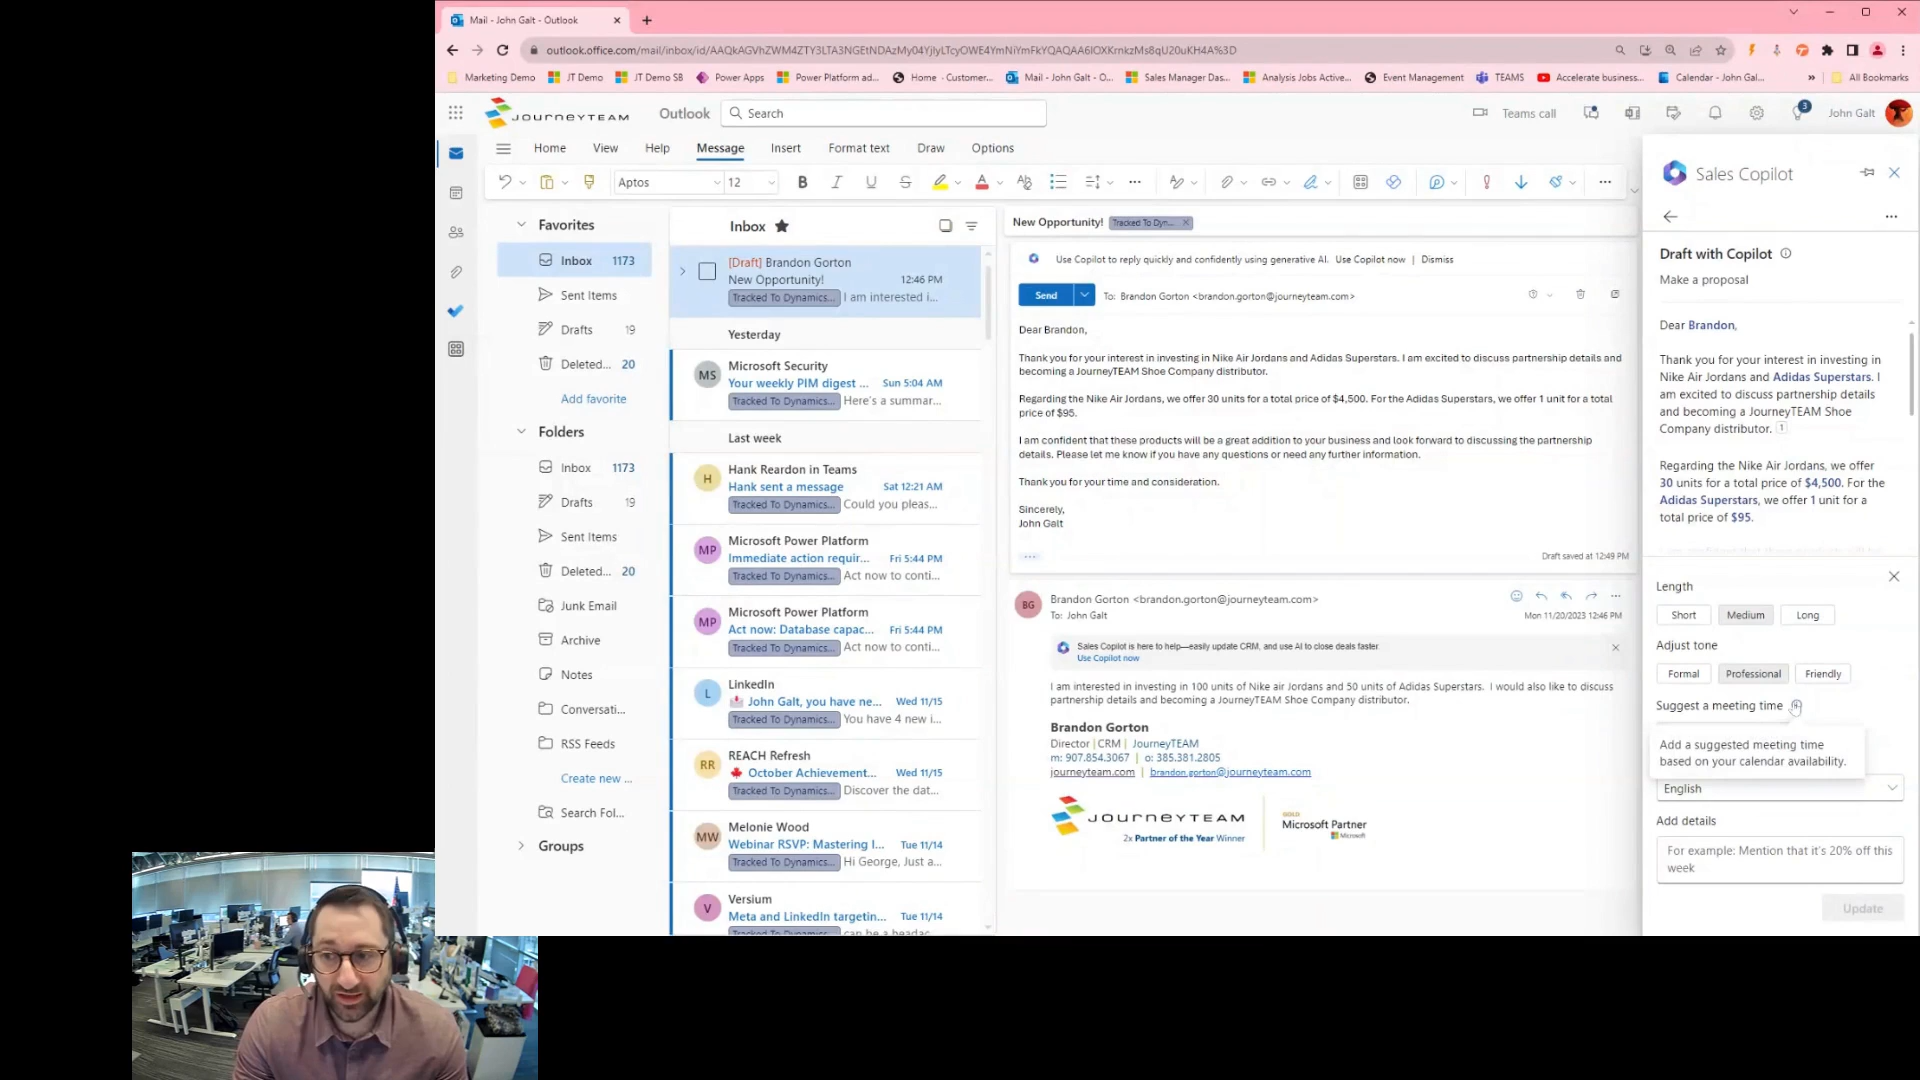 Mail - John Galt - Outlook
outlook.office.com/mail/inbox/id/
Marketing Demo
JT Demo
JT Demo SB
Power Apps
Power Platform ad...
Home - Customer...
Mail - John Galt - O...
Sales Manager Das...
Analysis Jobs Active...
Event Management
TEAMS
Accelerate business...
Calendar - John Gal...
All Bookmarks
JOURNEYTEAM
Outlook
Search
Teams call
3
John Galt
Home View Help Message Insert Format text Draw Options
Aptos
12
Favorites
Inbox 1173
Sent Items
Drafts 19
Deleted... 20
Add favorite
Folders
Inbox 1173
Drafts 19
Sent Items
Deleted... 20
Junk Email
Archive
Notes
Conversati...
RSS Feeds
Create new ...
Search Fol...
Groups
Inbox
[Draft] Brandon Gorton
New Opportunity! 12:46 PM
Tracked To Dynamics... I am interested i...
Yesterday
MS
Microsoft Security
Your weekly PIM digest ... Sun 5:04 AM
Tracked To Dynamics... Here's a summar...
Last week
H
Hank Reardon in Teams
Hank sent a message Sat 12:21 AM
Tracked To Dynamics... Could you pleas...
MP
Microsoft Power Platform
Immediate action requir... Fri 5:44 PM
Tracked To Dynamics... Act now to conti...
MP
Microsoft Power Platform
Act now: Database capac... Fri 5:44 PM
Tracked To Dynamics... Act now to conti...
L
LinkedIn
John Galt, you have ne... Wed 11/15
Tracked To Dynamics... You have 4 new i...
RR
REACH Refresh
October Achievement... Wed 11/15
Tracked To Dynamics... Discover the dat...
MW
Melonie Wood
Webinar RSVP: Mastering I... Tue 11/14
Tracked To Dynamics... Hi George, Just a...
V
Versium
Meta and LinkedIn targetin... Tue 11/14
Tracked To Dynamics... can be a headac...
New Opportunity! Tracked To Dyn...
Use Copilot to reply quickly and confidently using generative AI. Use Copilot now | Dismiss
Send
To: Brandon Gorton <brandon.gorton@journeyteam.com>
Dear Brandon,
Thank you for your interest in investing in Nike Air Jordans and Adidas Superstars. I am excited to discuss partnership details and
becoming a JourneyTEAM Shoe Company distributor.
Regarding the Nike Air Jordans, we offer 30 units for a total price of $4,500. For the Adidas Superstars, we offer 1 unit for a total
price of $95.
I am confident that these products will be a great addition to your business and look forward to discussing the partnership
details. Please let me know if you have any questions or need any further information.
Thank you for your time and consideration.
Sincerely,
John Galt
Draft saved at 12:49 PM
BG
Brandon Gorton <brandon.gorton@journeyteam.com>
To: John Galt
Mon 11/20/2023 12:46 PM
Sales Copilot is here to help—easily update CRM, and use AI to close deals faster.
Use Copilot now
I am interested in investing in 100 units of Nike air Jordans and 50 units of Adidas Superstars. I would also like to discuss
partnership details and becoming a JourneyTEAM Shoe Company distributor.
Brandon Gorton
Director | CRM | JourneyTEAM
m: 907.854.3067 | o: 385.381.2805
journeyteam.com | brandon.gorton@journeyteam.com
JOURNEYTEAM
2x Partner of the Year Winner
GOLD
Microsoft Partner
Microsoft
Sales Copilot
Draft with Copilot
Make a proposal
Dear Brandon,
Thank you for your interest in investing in
Nike Air Jordans and Adidas Superstars. I
am excited to discuss partnership details
and becoming a JourneyTEAM Shoe
Company distributor. 1
Regarding the Nike Air Jordans, we offer
30 units for a total price of $4,500. For the
Adidas Superstars, we offer 1 unit for a
total price of $95.
Length
Short Medium Long
Adjust tone
Formal Professional Friendly
Suggest a meeting time
Add a suggested meeting time
based on your calendar availability.
English
Add details
For example: Mention that it's 20% off this
week
Update